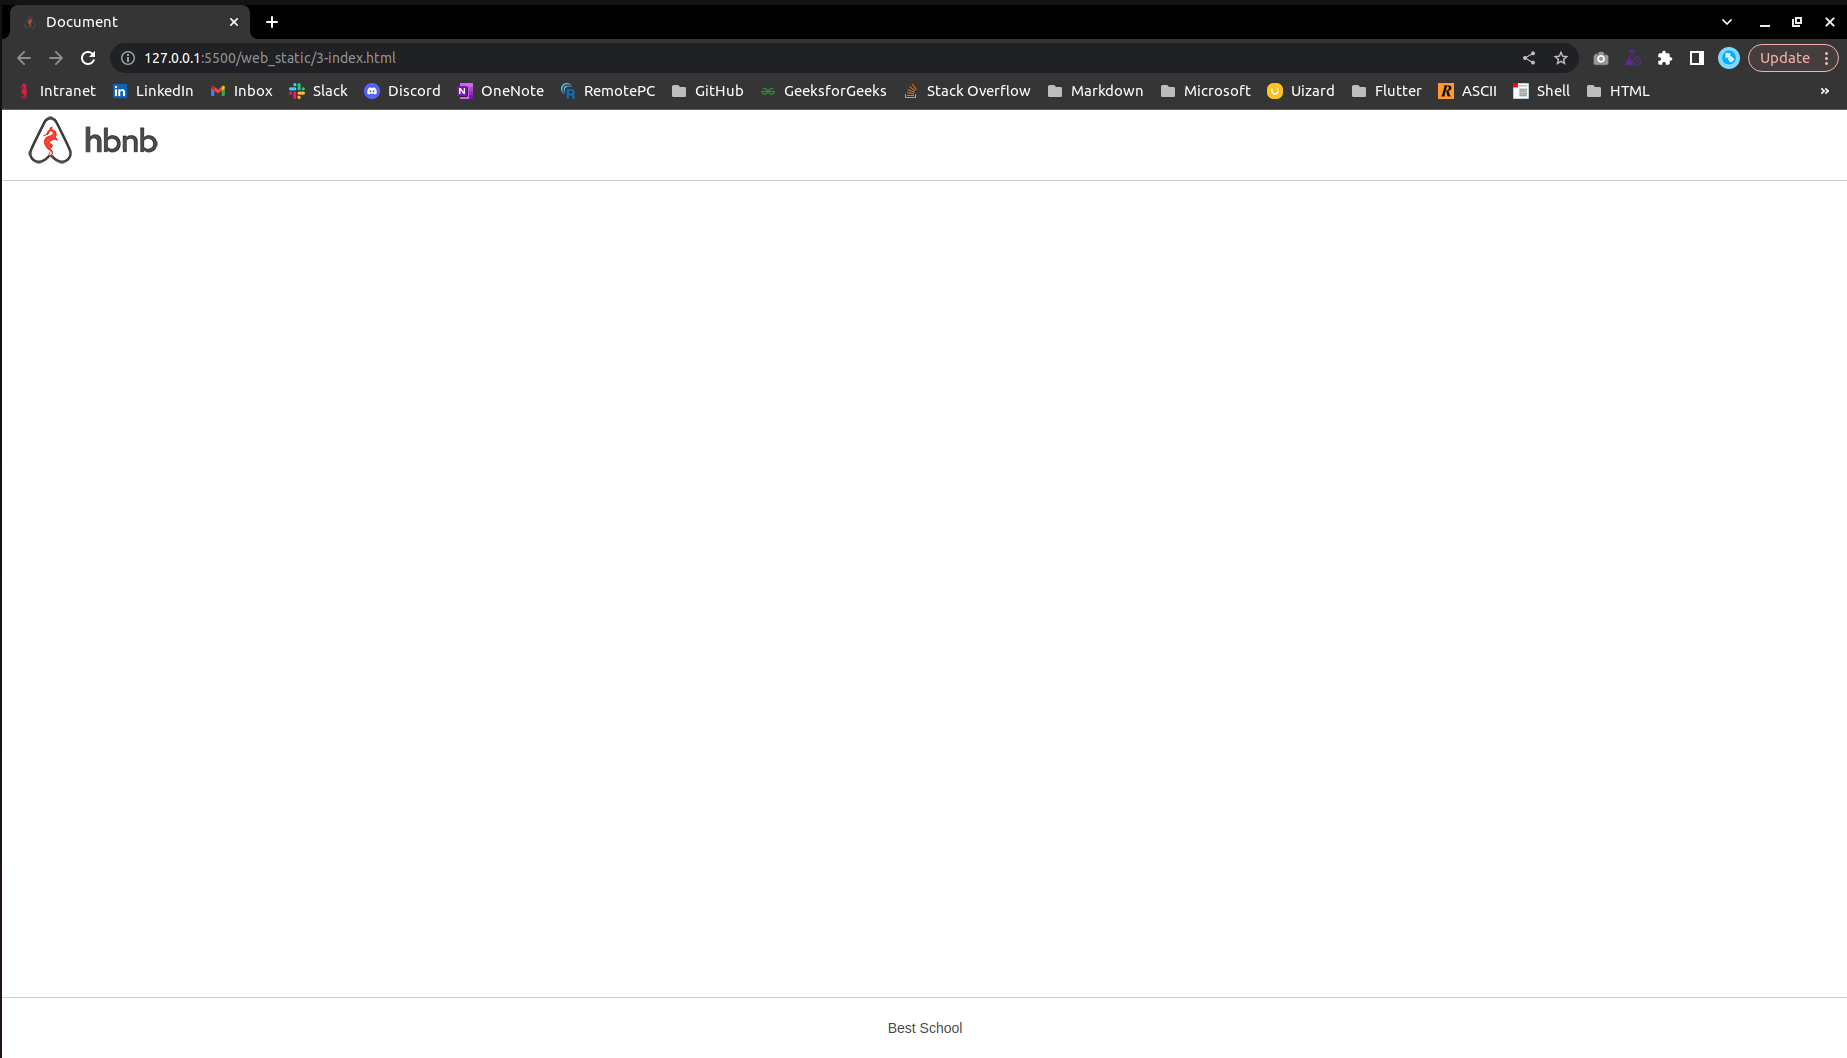 Document
127.0.0.1:5500/web_static/3-index.html
Update
Intranet LinkedIn Inbox Slack Discord OneNote RemotePC GitHub GeeksforGeeks Stack Overflow Markdown Microsoft Uizard Flutter ASCII Shell HTML »
hbnb
Best School